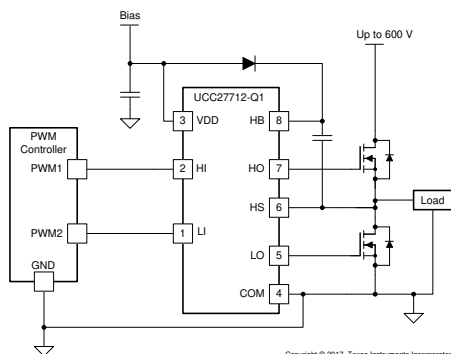 Bias
Up to 600 V
UCC27712-Q1
3 VDD
HB 8
PWM
Controller
PWM1
2 HI
HO 7
HS 6
Load
PWM2
1 LI
LO 5
GND
COM 4
Copyright © 2017, Texas Instruments Incorporated